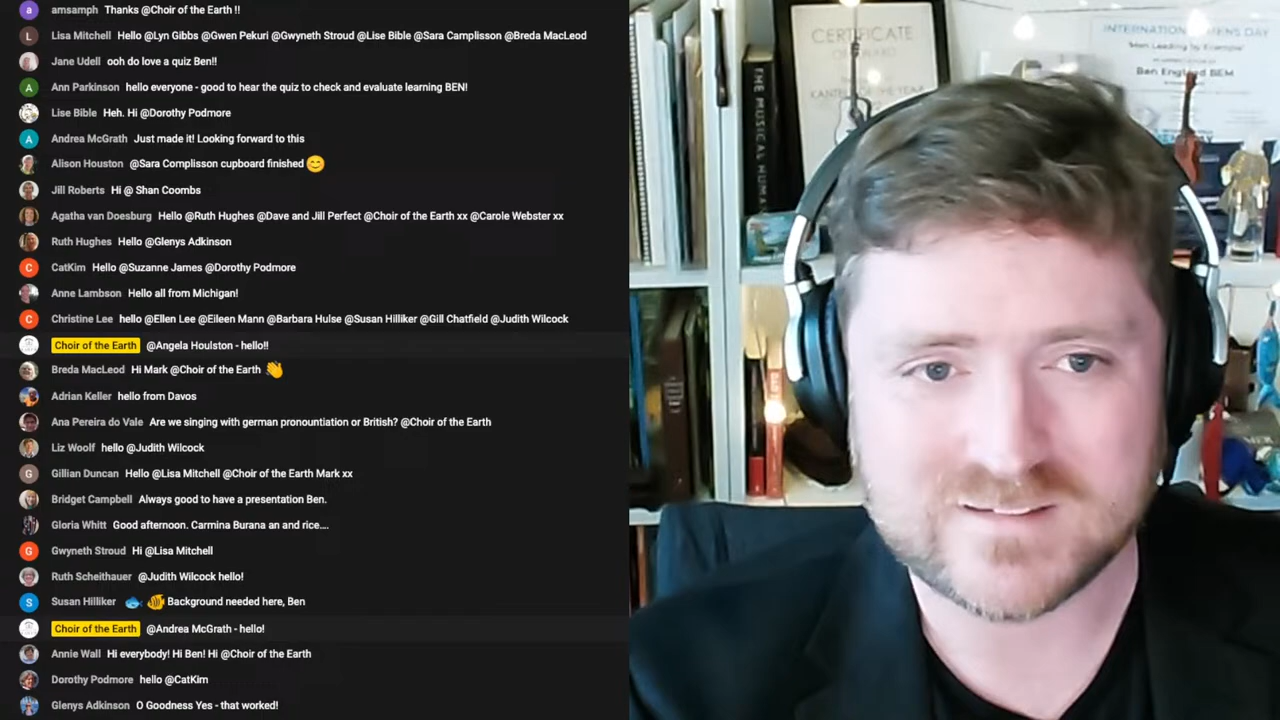 amsamph Thanks @Choir of the Earth !!
Lisa Mitchell Hello @Lyn Gibbs @Gwen Pekuri @Gwyneth Stroud @Lise Bible @Sara Camplisson @Breda MacLeod
Jane Udell ooh do love a quiz Ben!!
Ann Parkinson hello everyone - good to hear the quiz to check and evaluate learning BEN!
Lise Bible Heh. Hi @Dorothy Podmore
Andrea McGrath Just made it! Looking forward to this
Alison Houston @Sara Complisson cupboard finished 😊
Jill Roberts Hi @ Shan Coombs
Agatha van Doesburg Hello @Ruth Hughes @Dave and Jill Perfect @Choir of the Earth xx @Carole Webster xx
Ruth Hughes Hello @Glenys Adkinson
CatKim Hello @Suzanne James @Dorothy Podmore
Anne Lambson Hello all from Michigan!
Christine Lee hello @Ellen Lee @Eileen Mann @Barbara Hulse @Susan Hilliker @Gill Chatfield @Judith Wilcock
Choir of the Earth @Angela Houlston - hello!!
Breda MacLeod Hi Mark @Choir of the Earth 👏
Adrian Keller hello from Davos
Ana Pereira do Vale Are we singing with german pronountiation or British? @Choir of the Earth
Liz Woolf hello @Judith Wilcock
Gillian Duncan Hello @Lisa Mitchell @Choir of the Earth Mark xx
Bridget Campbell Always good to have a presentation Ben.
Gloria Whitt Good afternoon. Carmina Burana an and rice....
Gwyneth Stroud Hi @Lisa Mitchell
Ruth Scheithauer @Judith Wilcock hello!
Susan Hilliker 🐟 🐠 Background needed here, Ben
Choir of the Earth @Andrea McGrath - hello!
Annie Wall Hi everybody! Hi Ben! Hi @Choir of the Earth
Dorothy Podmore hello @CatKim
Glenys Adkinson O Goodness Yes - that worked!
CERTIFICATE
THE MUSICAL HUMAN
"Men Leading by Example"
Ben England BEM